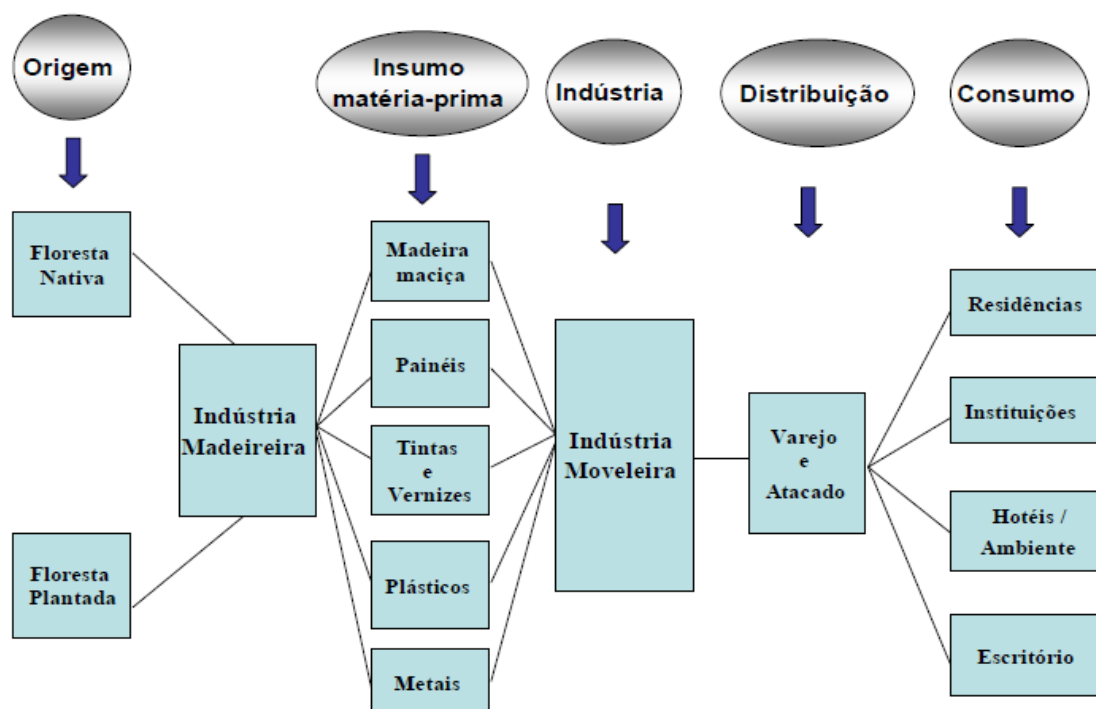 Origem
Insumo
matéria-prima
Indústria
Distribuição
Consumo
Floresta
Nativa
Floresta
Plantada
Indústria
Madeireira
Madeira
maciça
Painéis
Tintas
e
Vernizes
Plásticos
Metais
Indústria
Moveleira
Varejo
e
Atacado
Residências
Instituições
Hotéis /
Ambiente
Escritório